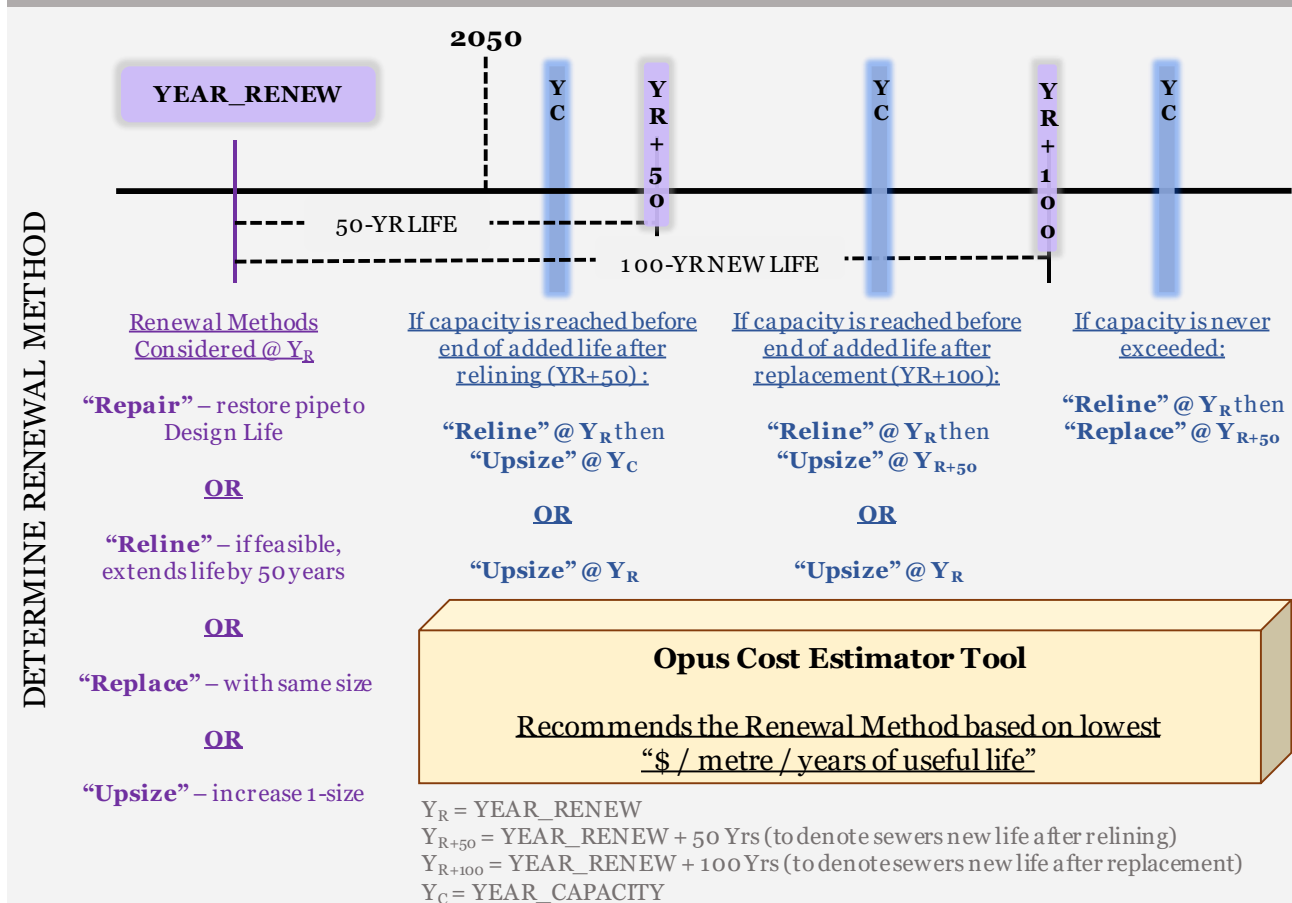 DETERMINE RENEWAL METHOD
2050
YEAR_RENEW
YC
YR+50
YC
YR+100
YC
50-YR LIFE
100-YR NEW LIFE
Renewal Methods
Considered @ YR
“Repair” – restore pipe to
Design Life
OR
“Reline” – if feasible,
extends life by 50 years
OR
“Replace” – with same size
OR
“Upsize” – increase 1-size
If capacity is reached before
end of added life after
relining (YR+50) :
“Reline” @ YR then
“Upsize” @ YC
OR
“Upsize” @ YR
If capacity is reached before
end of added life after
replacement (YR+100):
“Reline” @ YR then
“Upsize” @ YR+50
OR
“Upsize” @ YR
If capacity is never
exceeded:
“Reline” @ YR then
“Replace” @ YR+50
Opus Cost Estimator Tool
Recommends the Renewal Method based on lowest
“$ / metre / years of useful life”
YR = YEAR_RENEW
YR+50 = YEAR_RENEW + 50 Yrs (to denote sewers new life after relining)
YR+100 = YEAR_RENEW + 100 Yrs (to denote sewers new life after replacement)
YC = YEAR_CAPACITY